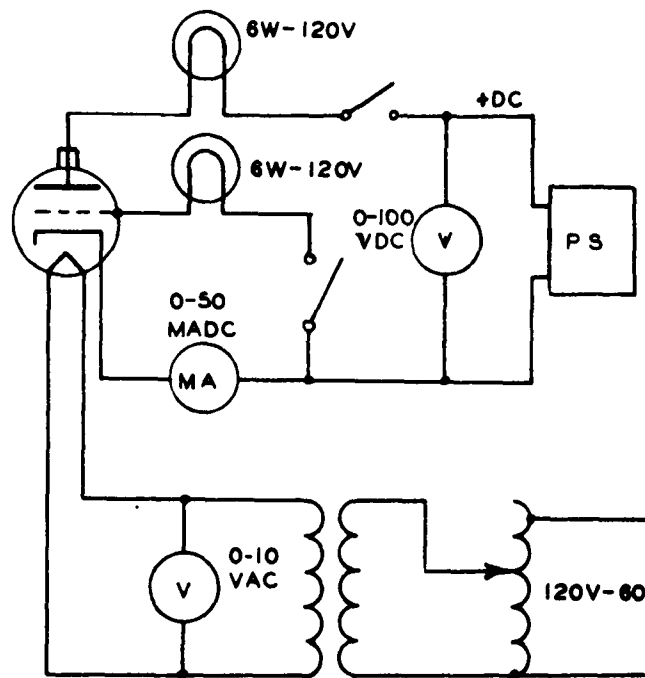 6W-120V
+DC
6W-120V
0-100
VDC
V
PS
0-50
MADC
MA
0-10
VAC
V
120V-60